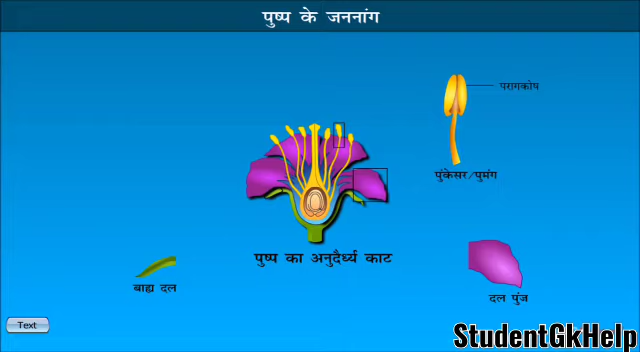 पुष्प के जननांग
परागकोष
पुंकेसर/पुमंग
पुष्प का अनुदैर्ध्य काट
बाह्य दल
दल पुंज
Text
StudentGkHelp